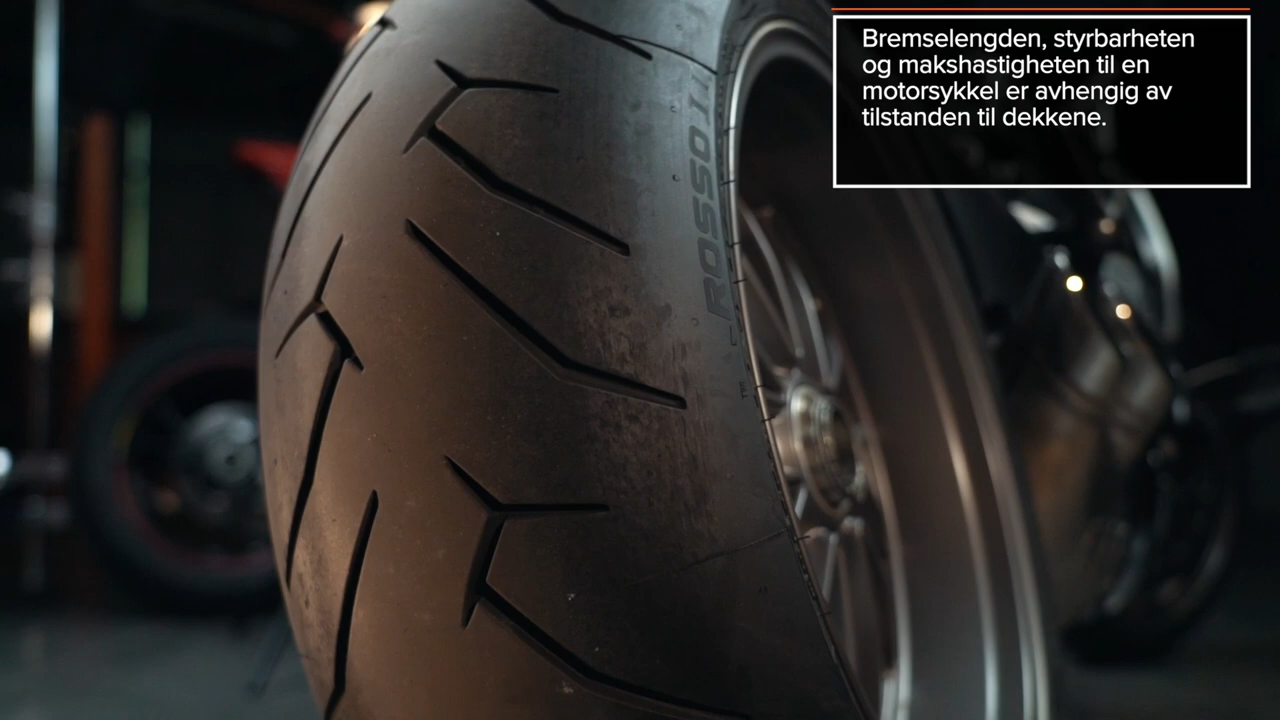 Bremselengden, styrbarheten
og makshastigheten til en
motorsykkel er avhengig av
tilstanden til dekkene.
ROSSO II